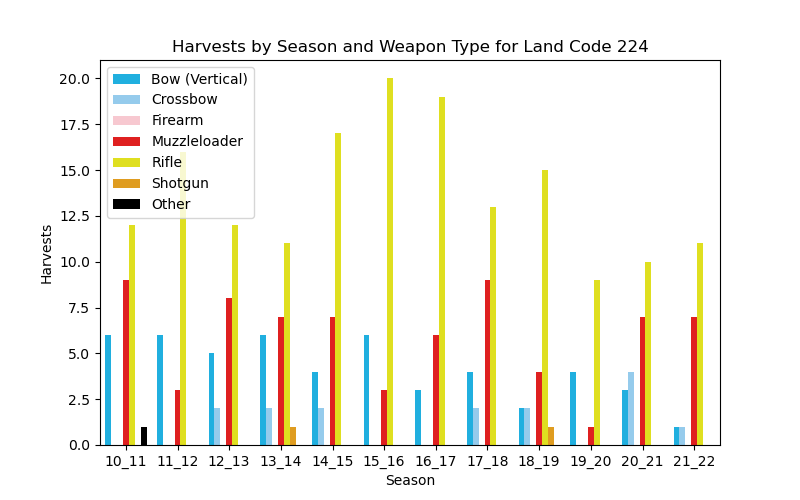 Harvests by Season and Weapon Type for Land Code 224
20.0
17.5
15.0
12.5
10.0
7.5
5.0
2.5
0.0
Harvests
Bow (Vertical)
Crossbow
Firearm
Muzzleloader
Rifle
Shotgun
Other
10_11 11_12 12_13 13_14 14_15 15_16 16_17 17_18 18_19 19_20 20_21 21_22
Season